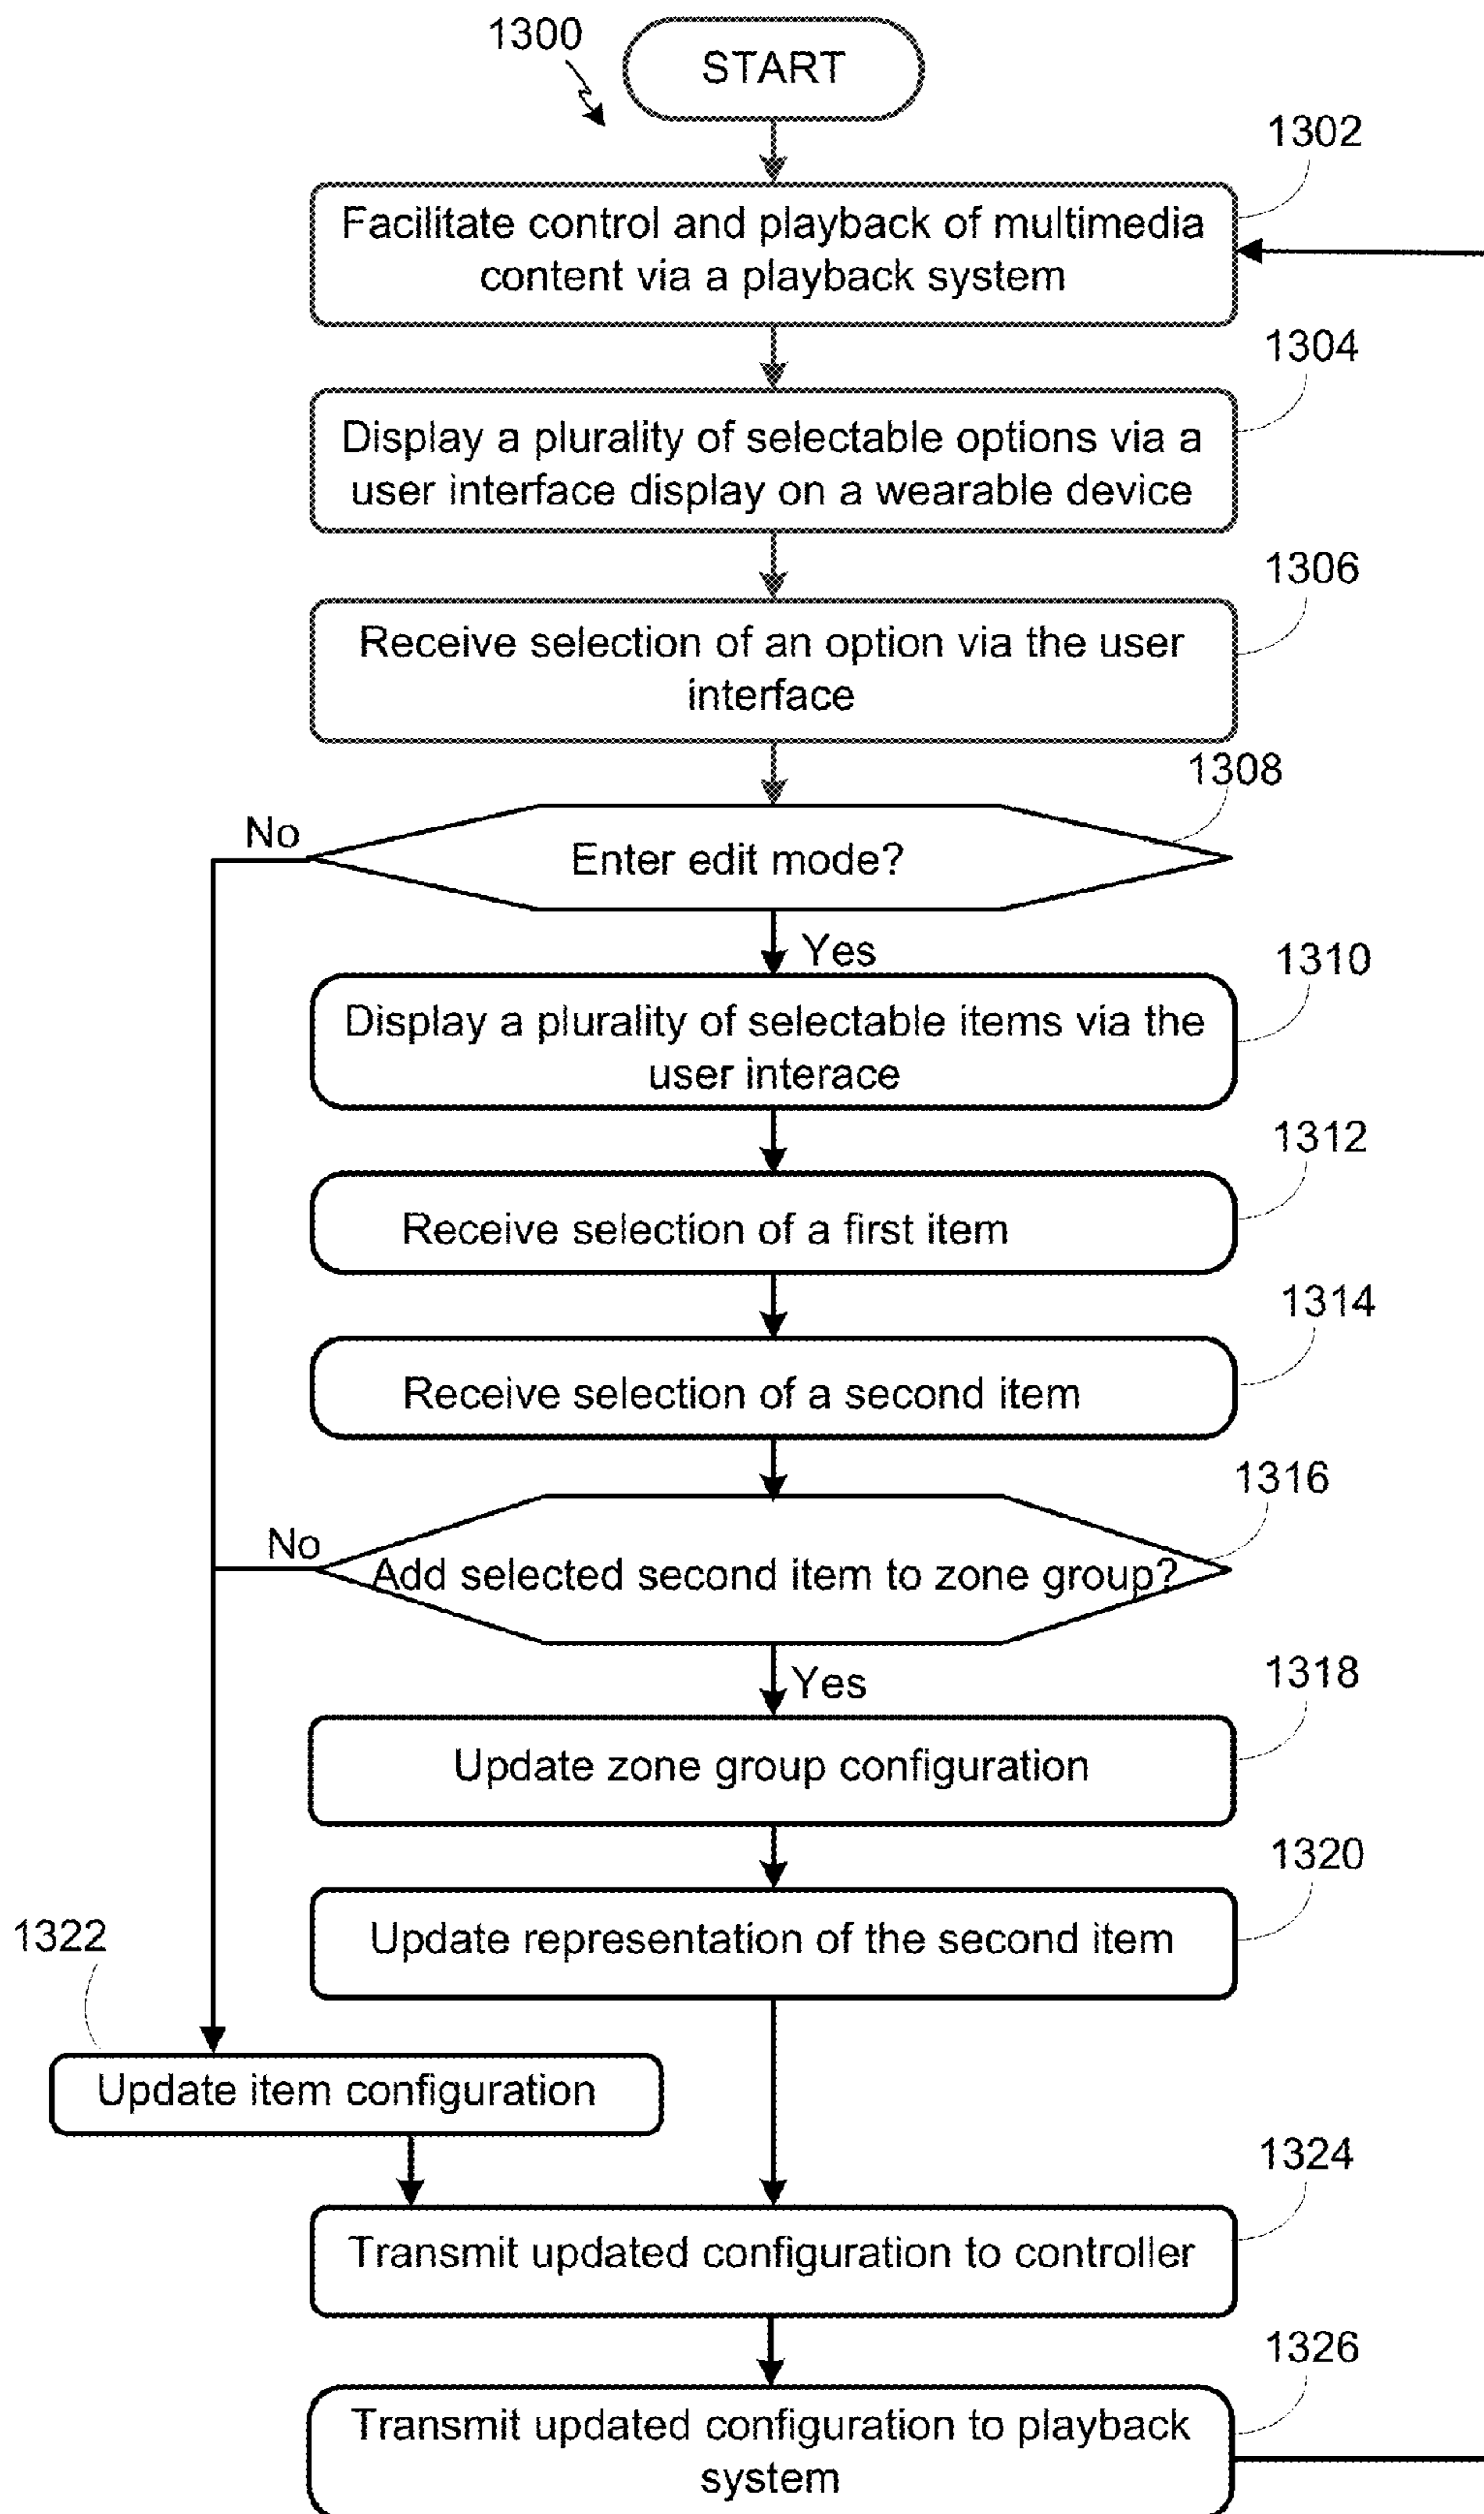 1300
START
1302
Facilitate control and playback of multimedia
content via a playback system
1304
Display a plurality of selectable options via a
user interface display on a wearable device
1306
Receive selection of an option via the user
interface
1308
No
Enter edit mode?
Yes
1310
Display a plurality of selectable items via the
user interace
1312
Receive selection of a first item
1314
Receive selection of a second item
1316
No
Add selected second item to zone group?
Yes
1318
Update zone group configuration
1320
Update representation of the second item
1322
Update item configuration
1324
Transmit updated configuration to controller
1326
Transmit updated configuration to playback
system